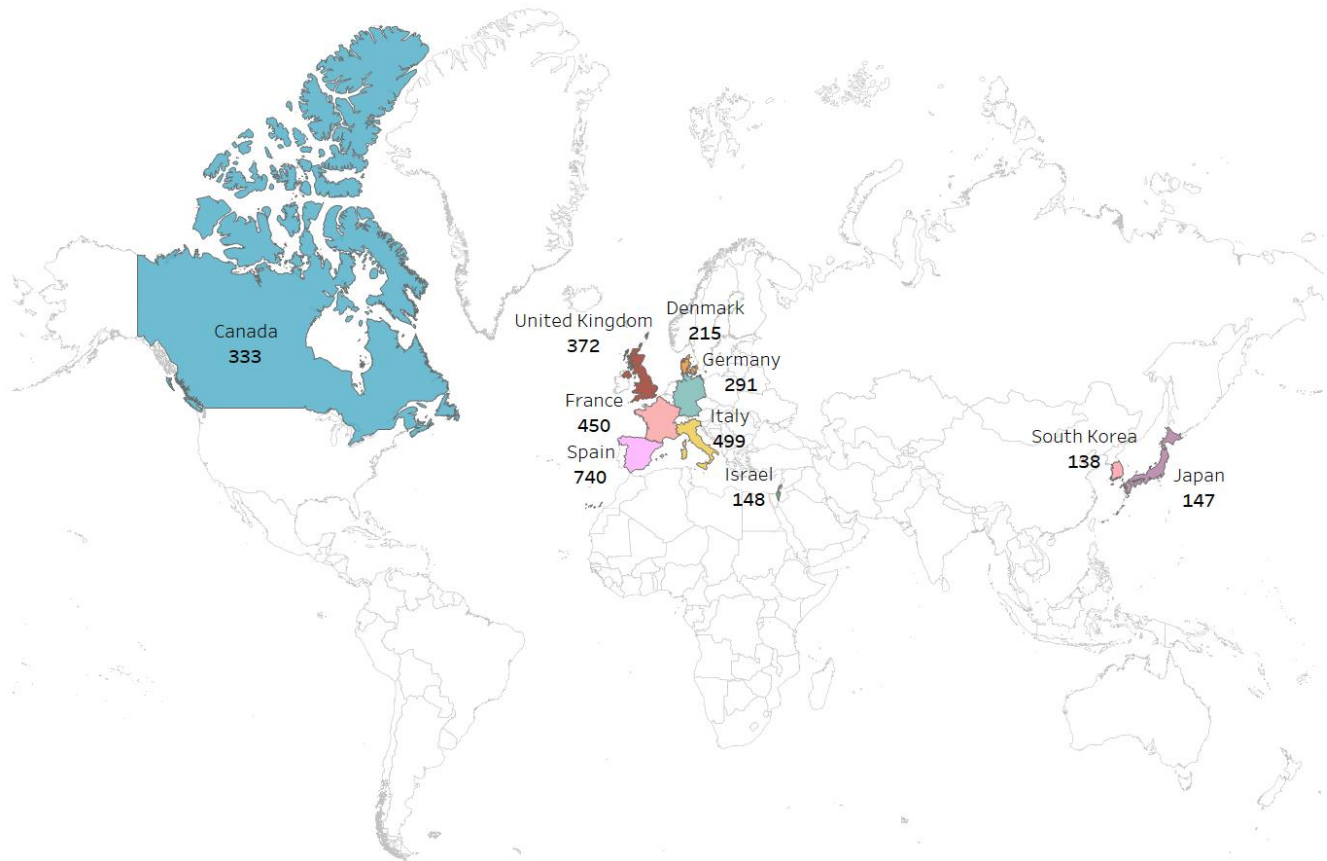 Canada
333
United Kingdom
372
Denmark
215
Germany
291
France
450
Italy
499
Spain
740
Israel
148
South Korea
138
Japan
147